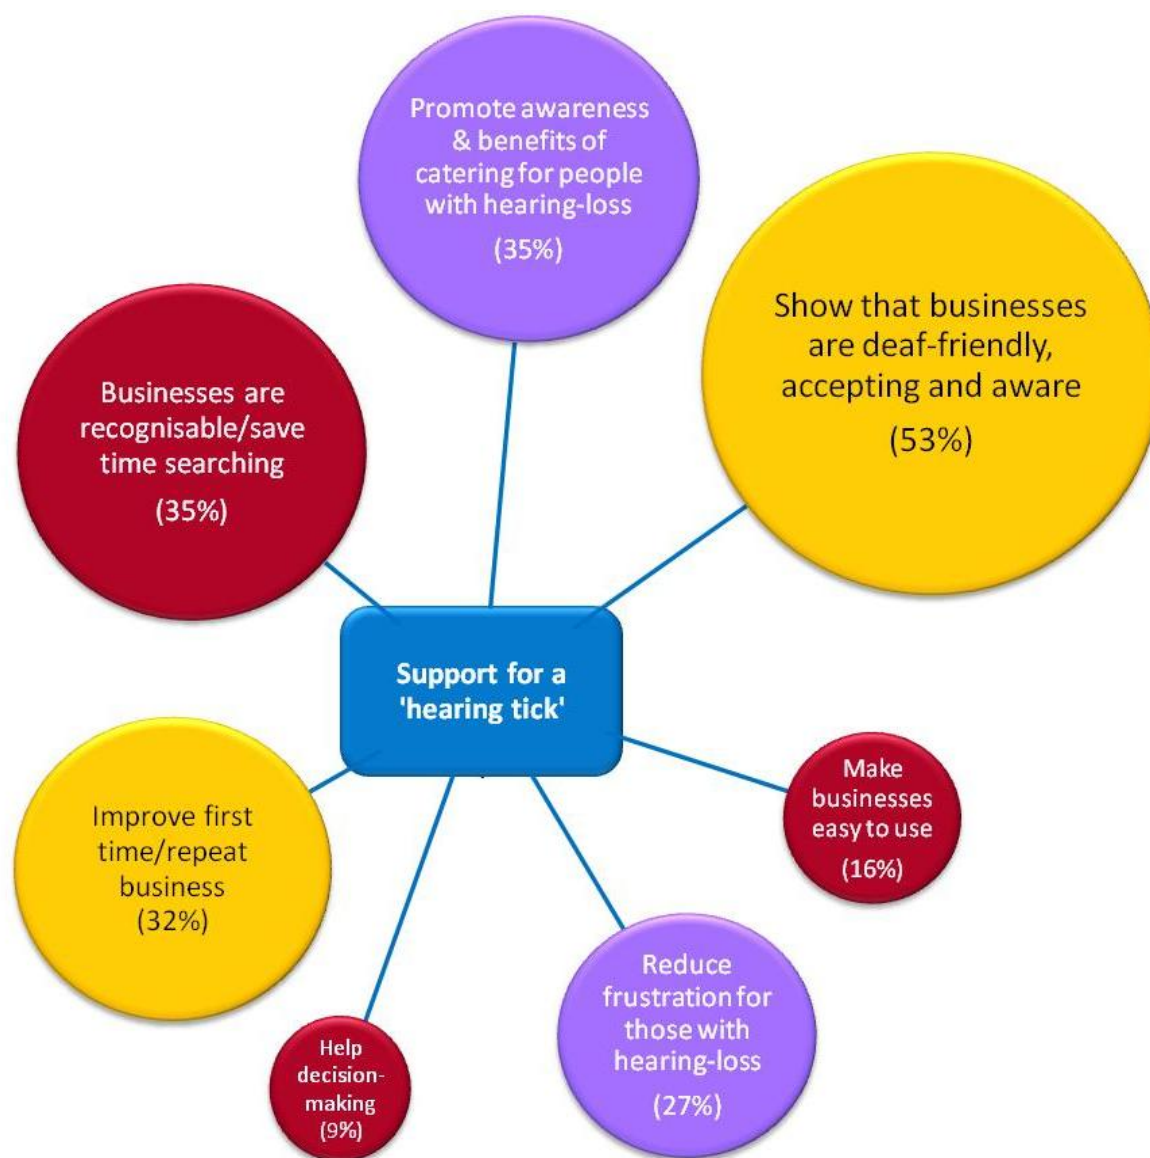 Promote awareness
& benefits of
catering for people
with hearing-loss
(35%)
Show that businesses
are deaf-friendly,
accepting and aware
(53%)
Businesses are
recognisable/save
time searching
(35%)
Support for a
'hearing tick'
Make
businesses
easy to use
(16%)
Improve first
time/repeat
business
(32%)
Reduce
frustration for
those with
hearing-loss
(27%)
Help
decision-
making
(9%)